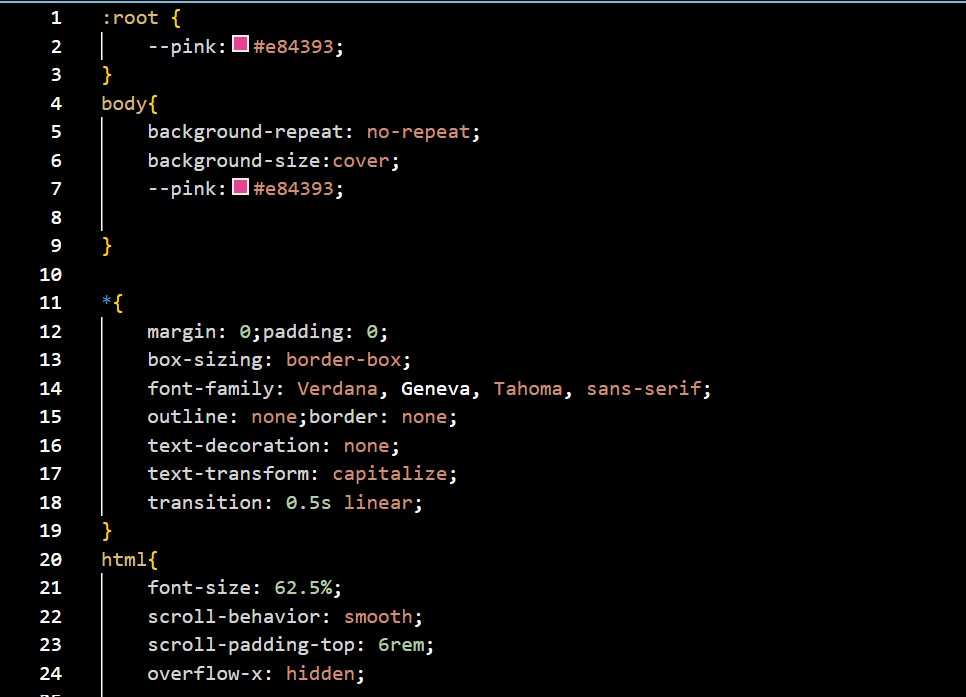 1 :root {
2     --pink:#e84393;
3 }
4 body{
5     background-repeat: no-repeat;
6     background-size:cover;
7     --pink:#e84393;
8
9 }
10
11 *{
12     margin: 0;padding: 0;
13     box-sizing: border-box;
14     font-family: Verdana, Geneva, Tahoma, sans-serif;
15     outline: none;border: none;
16     text-decoration: none;
17     text-transform: capitalize;
18     transition: 0.5s linear;
19 }
20 html{
21     font-size: 62.5%;
22     scroll-behavior: smooth;
23     scroll-padding-top: 6rem;
24     overflow-x: hidden;